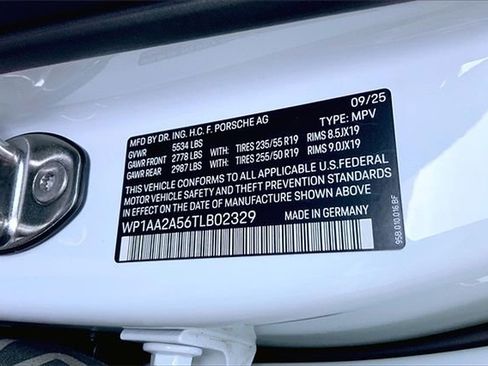 MFD BY DR. ING. H.C. F. PORSCHE AG 09/25
GVWR 5534 LBS TYPE: MPV
GAWR FRONT 2778 LBS WITH: TIRES 235/55 R19 RIMS 8.5JX19
GAWR REAR 2987 LBS WITH: TIRES 255/50 R19 RIMS 9.0JX19
THIS VEHICLE CONFORMS TO ALL APPLICABLE U.S.FEDERAL
MOTOR VEHICLE SAFETY AND THEFT PREVENTION STANDARDS
IN EFFECT ON THE DATE OF MANUFACTURE SHOWN ABOVE
WP1AA2A56TLB02329 MADE IN GERMANY
95B.010.016 BF